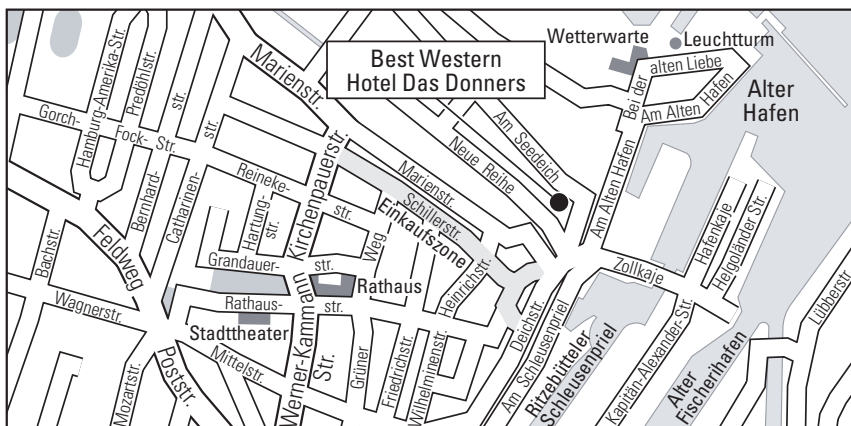 Best Western
Hotel Das Donners
Wetterwarte
Leuchtturm
Bei der
alten Liebe
Am Alten Hafen
Alter
Hafen
Hamburg-Amerika-Str.
Predöhlstr.
Gorch-
Fock-
Str.
str.
str.
Marienstr.
Kirchenpauerstr.
Am Seedeich
Neue Reihe
Marienstr.
Schillerstr.
Einkaufszone
Am Alten Hafen
Reineke-
str.
Bernhard-
Catharinen-
Hartung-
str.
Feldweg
Bachstr.
Wagnerstr.
Grandauer-
str.
Weg
Rathaus
Rathaus-
str.
Stadttheater
Mittelstr.
Poststr.
Mozartstr.
Werner-Kammann
Str.
Grüner
Friedrichstr.
Wilhelminenstr.
Heinrichstr.
Deichstr.
Am Schleusenpriel
Ritzebütteler
Schleusenpriel
Zollkaje
Hafenkaje
Helgoländer Str.
Kapitän-Alexander-Str.
Alter
Fischerihafen
Lübberstr.